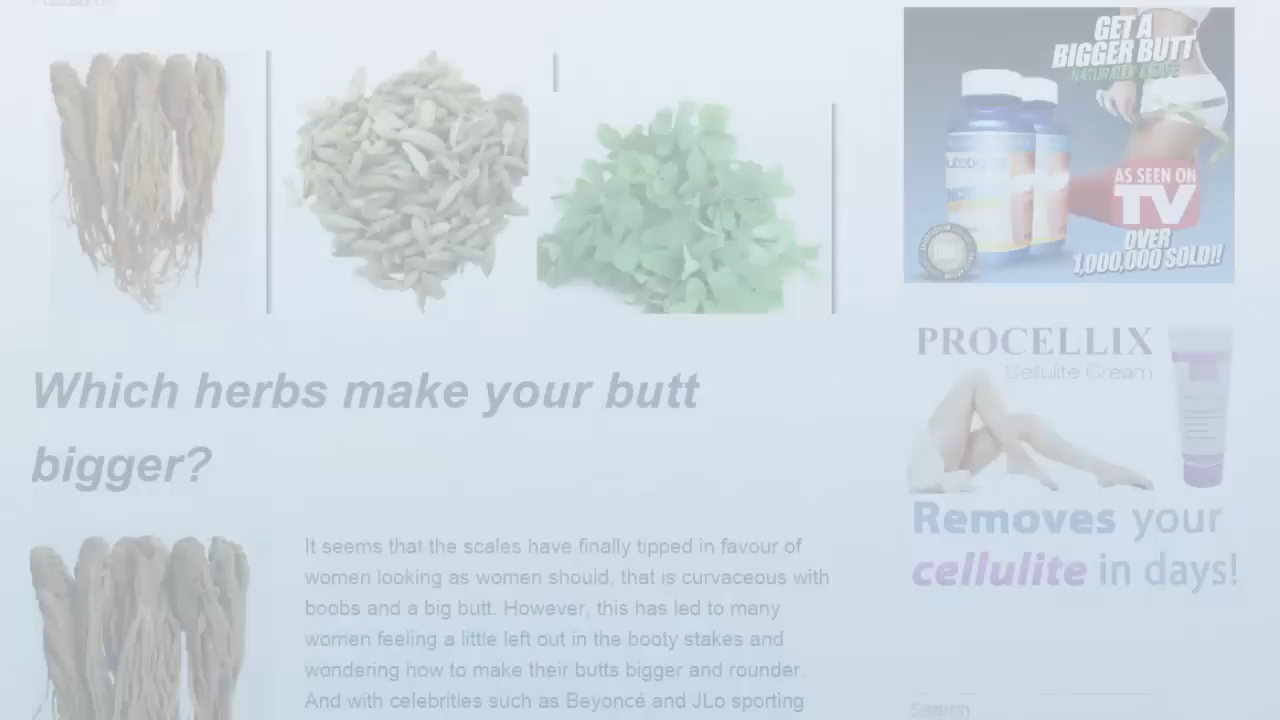 Posted by
GET A
BIGGER BUTT
NATURALLY & SAFE
AS SEEN ON
TV
OVER
1,000,000 SOLD!!
PROCELLIX
Cellulite Cream
Removes your
cellulite in days!
Which herbs make your butt
bigger?
It seems that the scales have finally tipped in favour of
women looking as women should, that is curvaceous with
boobs and a big butt. However, this has led to many
women feeling a little left out in the booty stakes and
wondering how to make their butts bigger and rounder.
And with celebrities such as Beyoncé and JLo sporting
Search